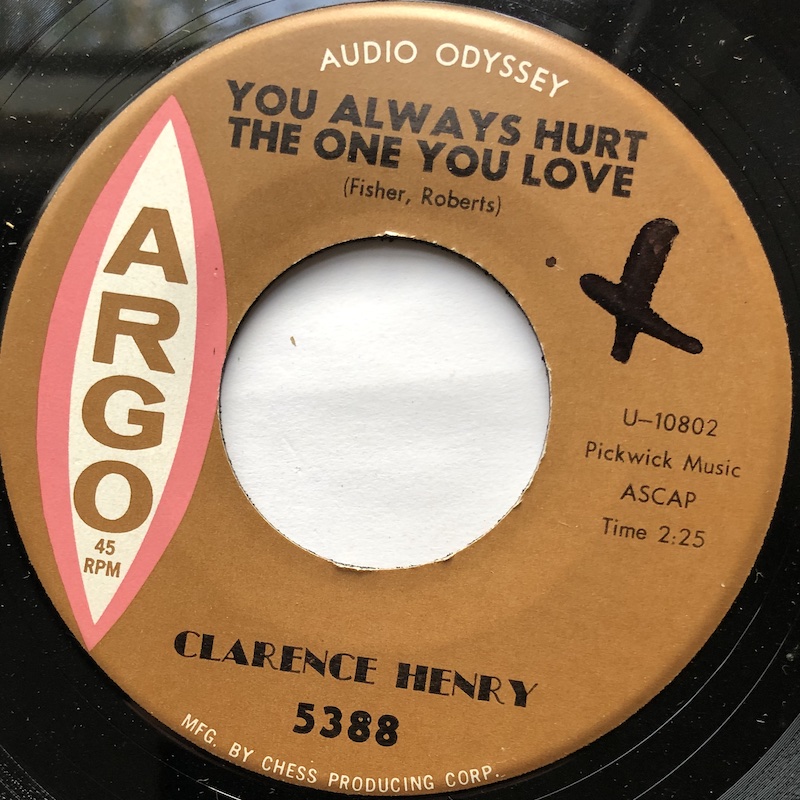 AUDIO ODYSSEY
YOU ALWAYS HURT
THE ONE YOU LOVE
(Fisher, Roberts)
ARGO
45
RPM
U-10802
Pickwick Music
ASCAP
Time 2:25
CLARENCE HENRY
5388
MFG. BY CHESS PRODUCING CORP.